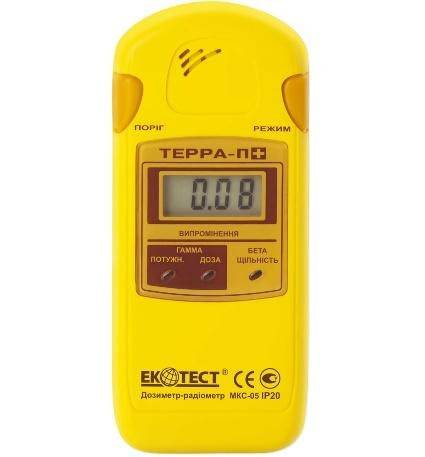 ПОРІГ РЕЖИМ
ТЕРРА-П+
0.08
ВИПРОМІНЕННЯ
ГАММА БЕТА
ПОТУЖН. ДОЗА ЩІЛЬНІСТЬ
ЕКОТЕСТ® CE
Дозиметр-радіометр МКС-05 IP20